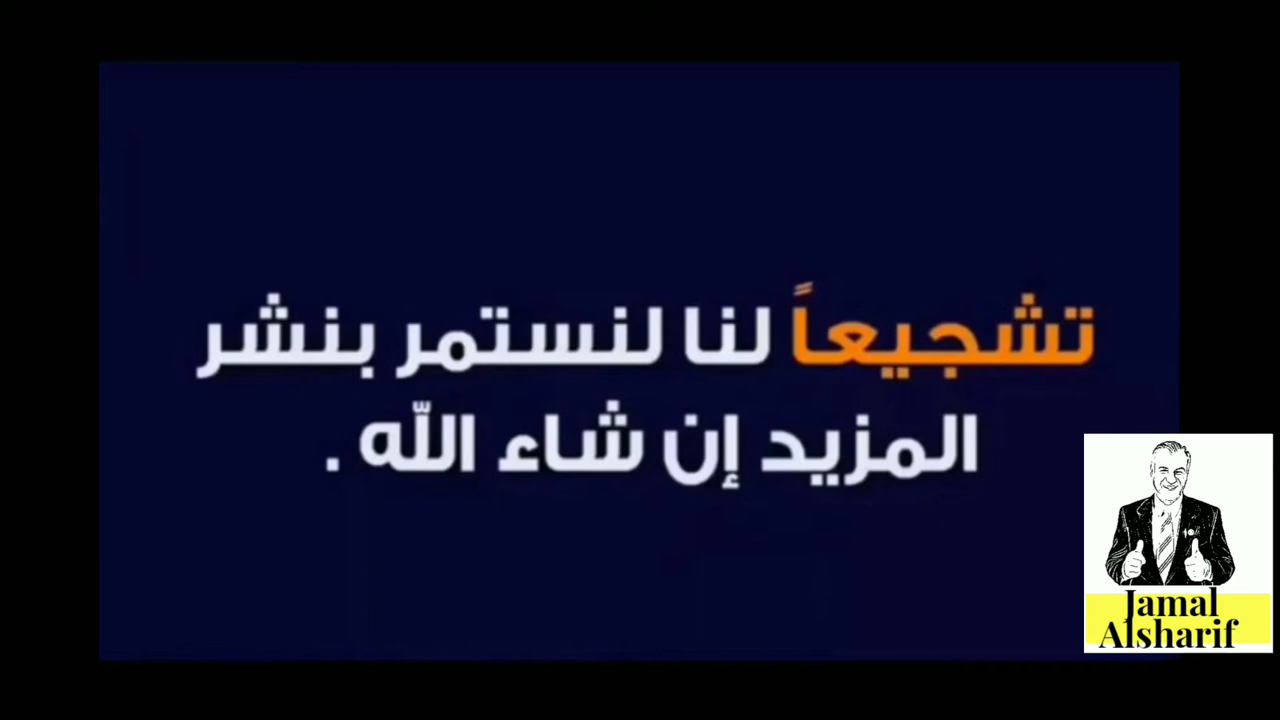 تشجيعاً لنا لنستمر بنشر
المزيد إن شاء الله .
Jamal
Alsharif